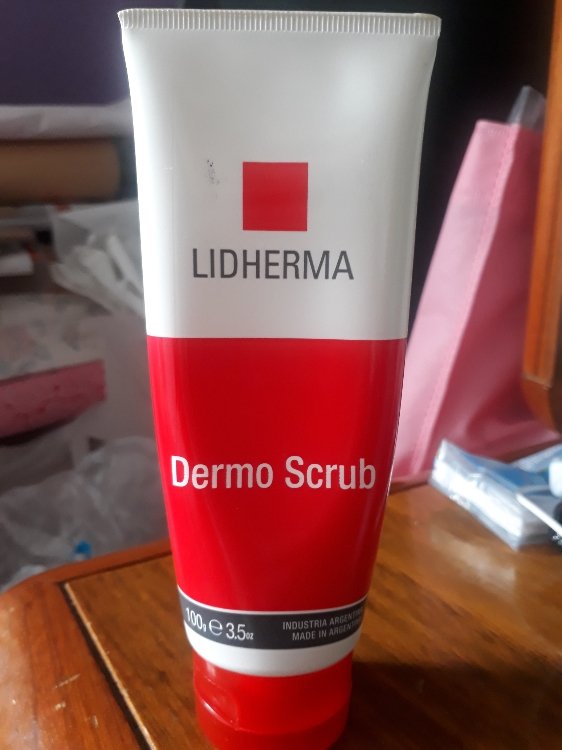 LIDHERMA
Dermo Scrub
100g ℮ 3.5oz
INDUSTRIA ARGENTINA
MADE IN ARGENTINA